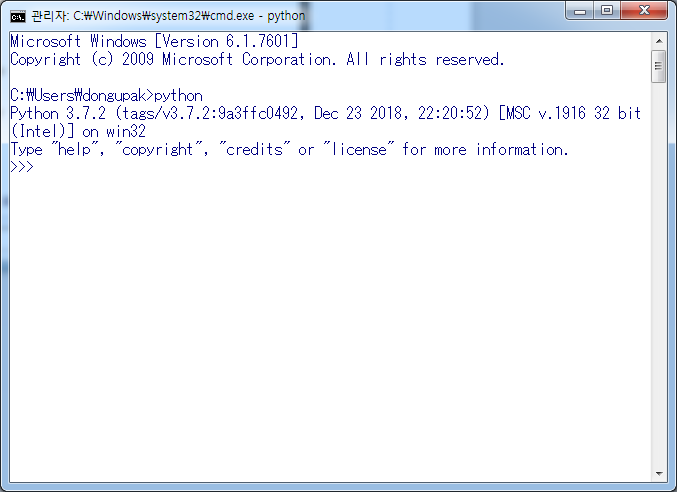 관리자: C:₩Windows₩system32₩cmd.exe - python
Microsoft Windows [Version 6.1.7601]
Copyright (c) 2009 Microsoft Corporation. All rights reserved.
C:₩Users₩dongupak>python
Python 3.7.2 (tags/v3.7.2:9a3ffc0492, Dec 23 2018, 22:20:52) [MSC v.1916 32 bit
(Intel)] on win32
Type "help", "copyright", "credits" or "license" for more information.
>>>